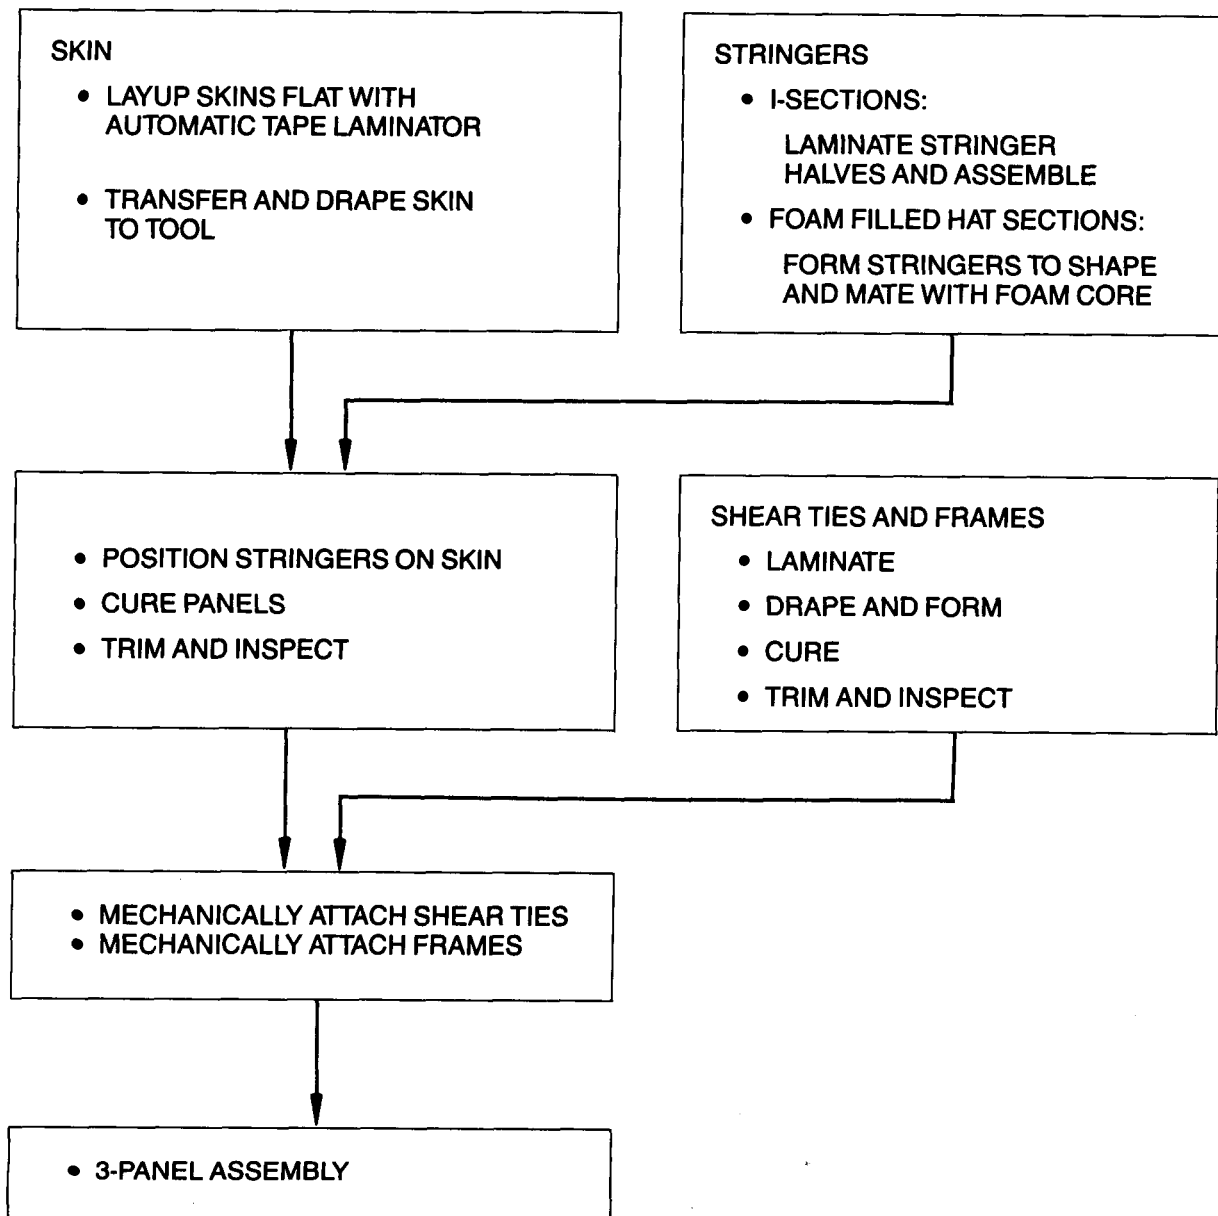 SKIN
• LAYUP SKINS FLAT WITH
AUTOMATIC TAPE LAMINATOR
• TRANSFER AND DRAPE SKIN
TO TOOL
STRINGERS
• I-SECTIONS:
LAMINATE STRINGER
HALVES AND ASSEMBLE
• FOAM FILLED HAT SECTIONS:
FORM STRINGERS TO SHAPE
AND MATE WITH FOAM CORE
• POSITION STRINGERS ON SKIN
• CURE PANELS
• TRIM AND INSPECT
SHEAR TIES AND FRAMES
• LAMINATE
• DRAPE AND FORM
• CURE
• TRIM AND INSPECT
• MECHANICALLY ATTACH SHEAR TIES
• MECHANICALLY ATTACH FRAMES
• 3-PANEL ASSEMBLY